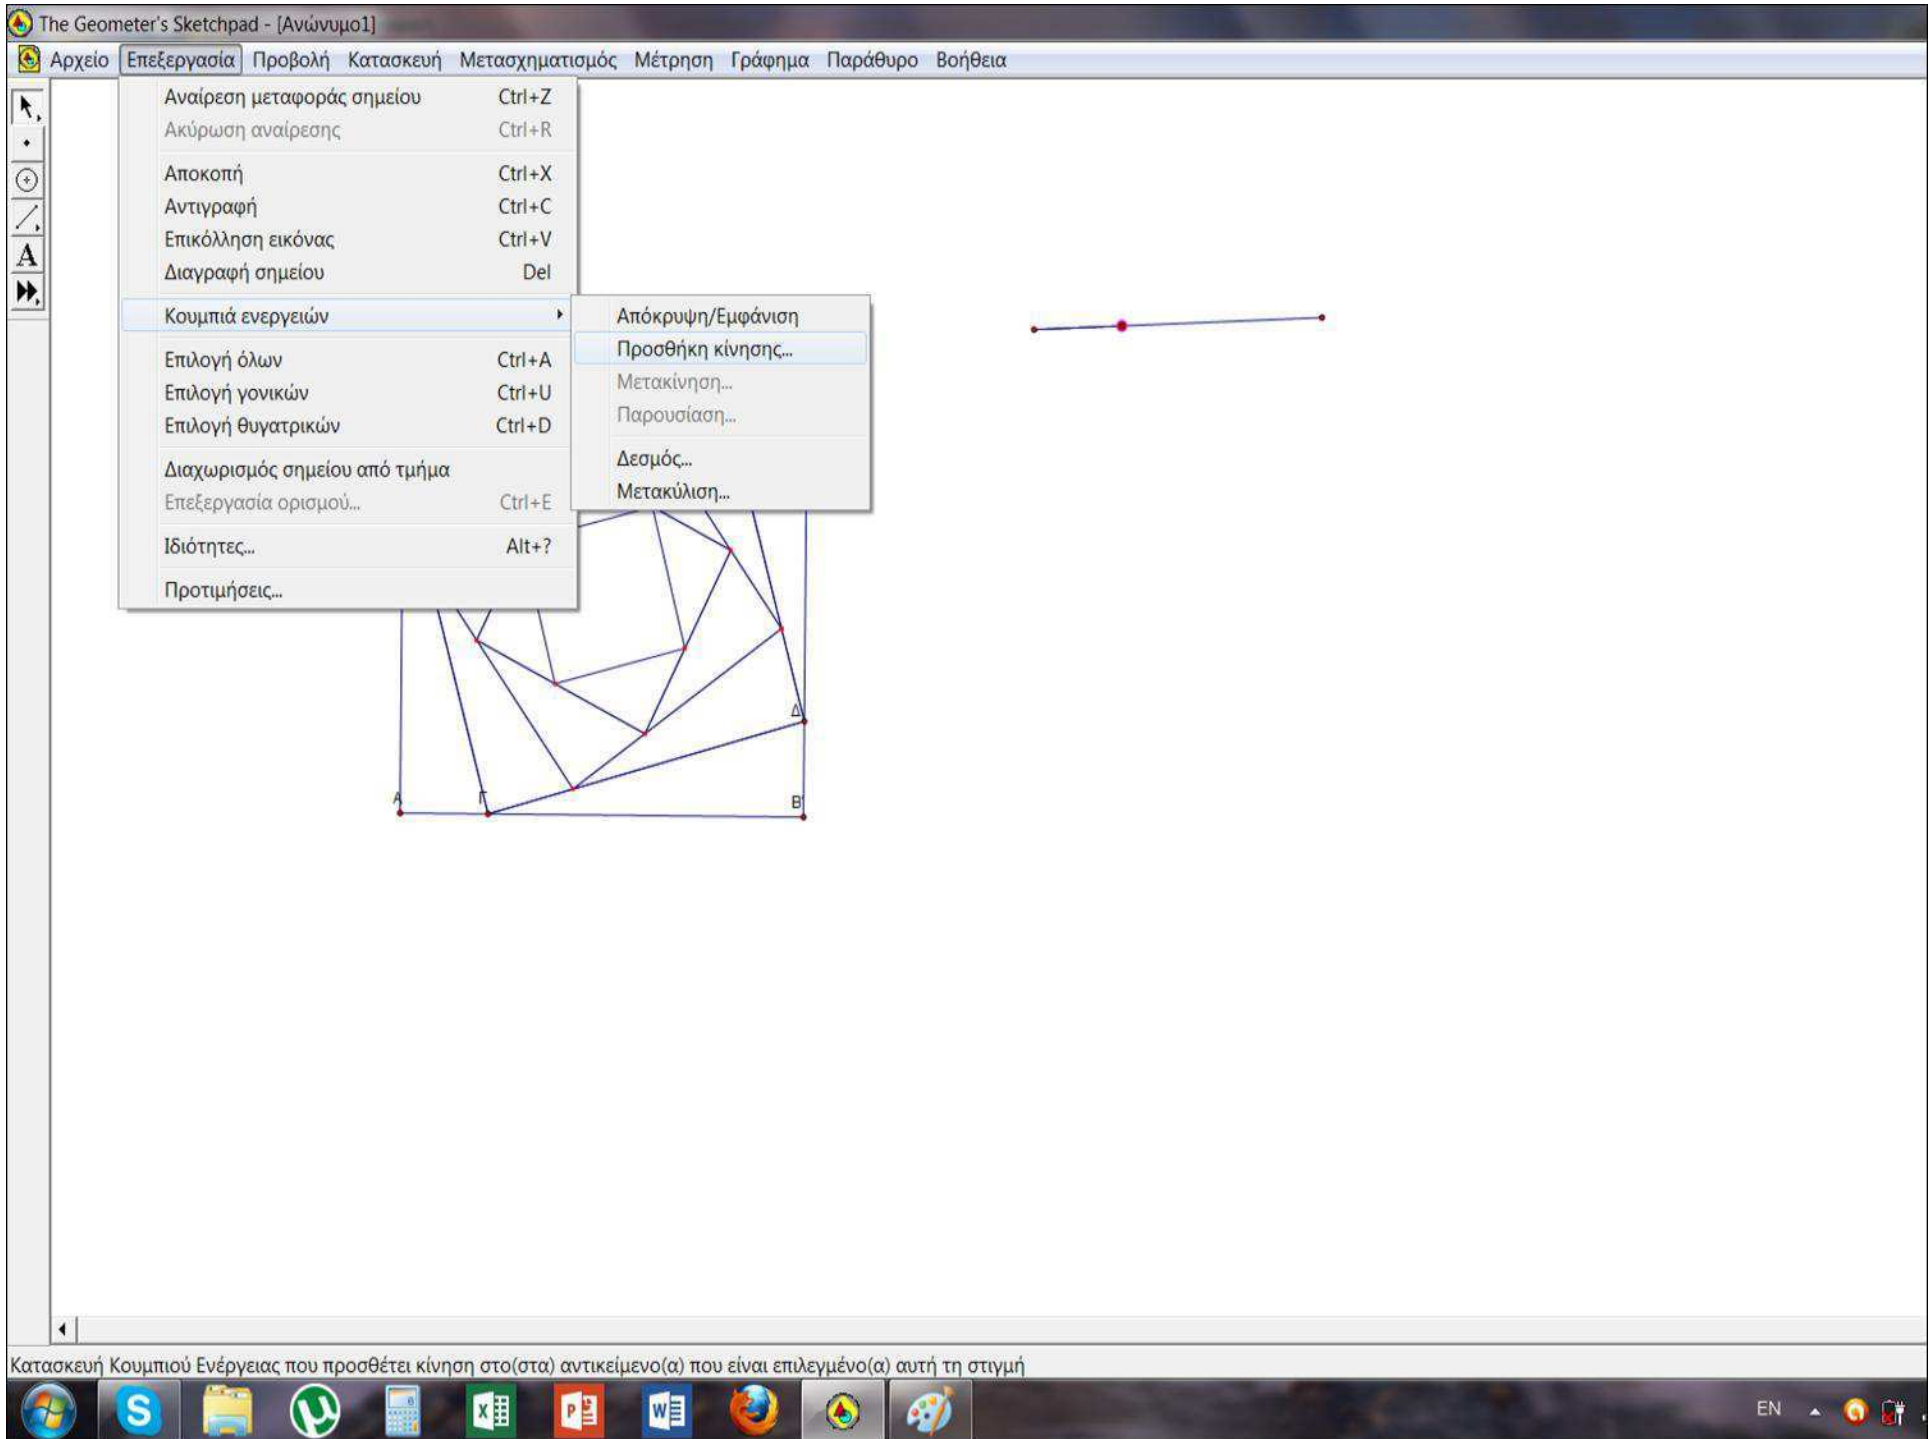 The Geometer's Sketchpad - [Ανώνυμο1]
Αρχείο Επεξεργασία Προβολή Κατασκευή Μετασχηματισμός Μέτρηση Γράφημα Παράθυρο Βοήθεια
Αναίρεση μεταφοράς σημείου Ctrl+Z
Ακύρωση αναίρεσης Ctrl+R
Αποκοπή Ctrl+X
Αντιγραφή Ctrl+C
Επικόλληση εικόνας Ctrl+V
Διαγραφή σημείου Del
Κουμπιά ενεργειών
Επιλογή όλων Ctrl+A
Επιλογή γονικών Ctrl+U
Επιλογή θυγατρικών Ctrl+D
Διαχωρισμός σημείου από τμήμα
Επεξεργασία ορισμού... Ctrl+E
Ιδιότητες... Alt+?
Προτιμήσεις...
Απόκρυψη/Εμφάνιση
Προσθήκη κίνησης...
Μετακίνηση...
Παρουσίαση...
Δεσμός...
Μετακύλιση...
A
Δ
Α Γ Β'
Κατασκευή Κουμπιού Ενέργειας που προσθέτει κίνηση στο(στα) αντικείμενο(α) που είναι επιλεγμένο(α) αυτή τη στιγμή
EN